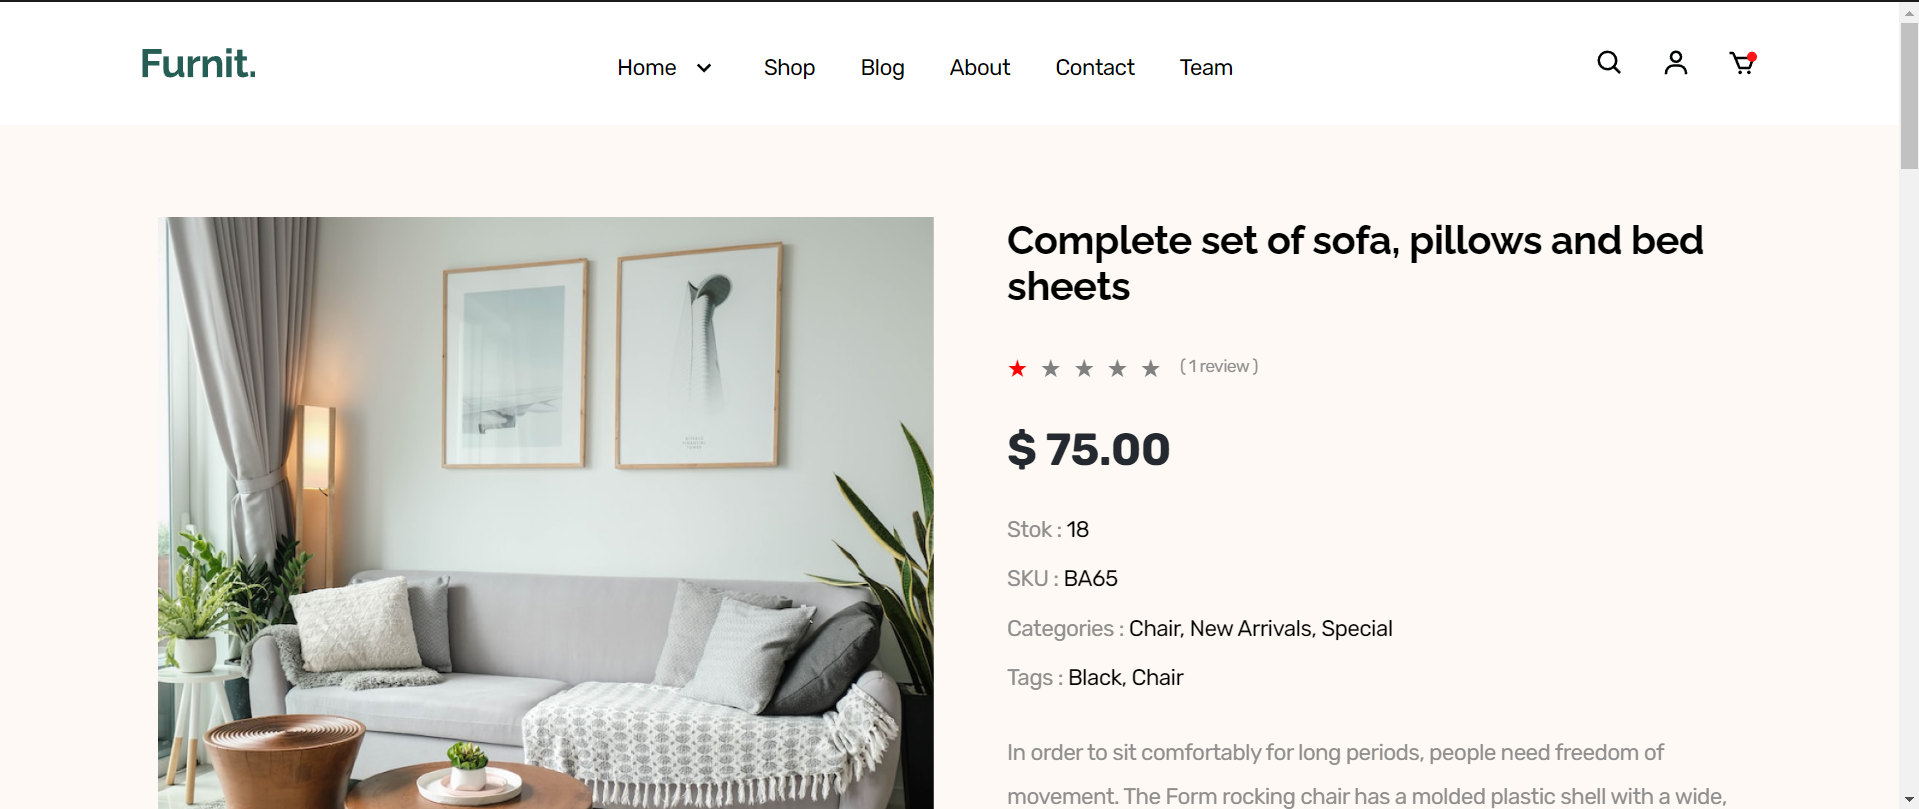 Furnit.
Home
Shop
Blog
About
Contact
Team
Complete set of sofa, pillows and bed
sheets
( 1 review )
$ 75.00
Stok : 18
SKU : BA65
Categories : Chair, New Arrivals, Special
Tags : Black, Chair
In order to sit comfortably for long periods, people need freedom of
movement. The Form rocking chair has a molded plastic shell with a wide,